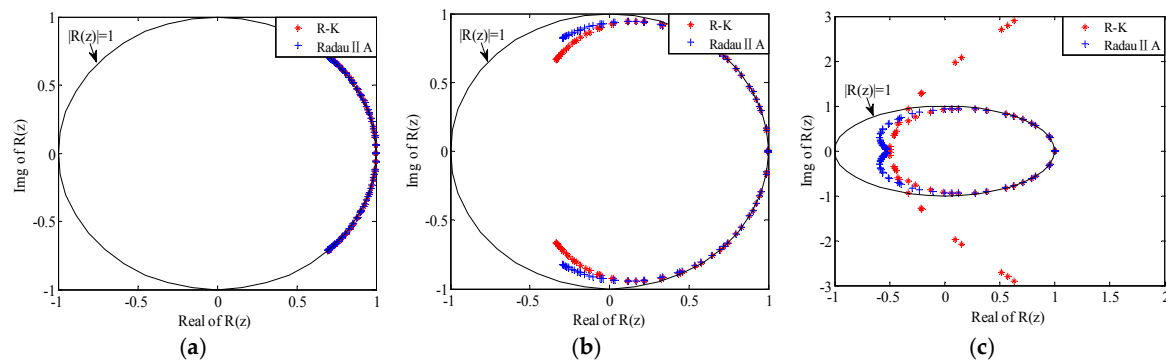 1
0.5
0
-0.5
-1
-1 -0.5 0 0.5 1
Img of R(z)
Real of R(z)
|R(z)|=1
R-K
Radau II A
(a)
1
0.5
0
-0.5
-1
-1 -0.5 0 0.5 1
Img of R(z)
Real of R(z)
|R(z)|=1
R-K
Radau II A
(b)
3
2
1
0
-1
-2
-3
-1 -0.5 0 0.5 1 1.5 2
Img of R(z)
Real of R(z)
|R(z)|=1
R-K
Radau II A
(c)